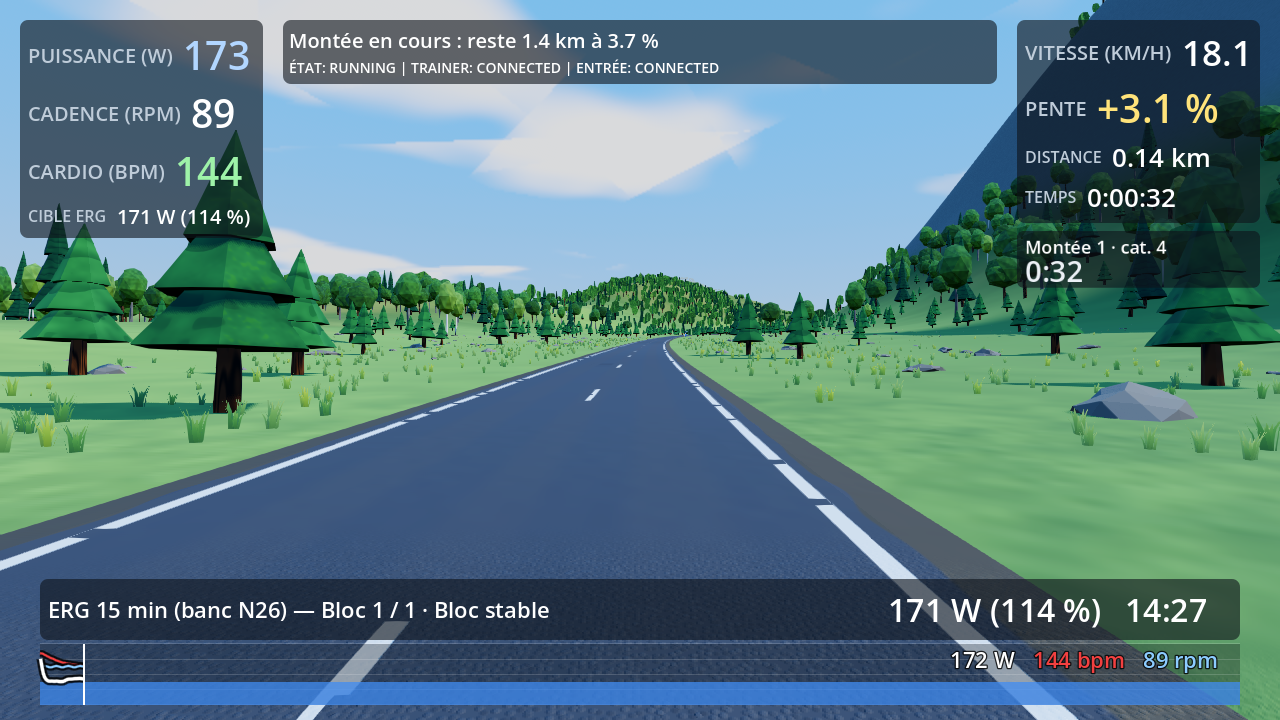 PUISSANCE (W) 173
CADENCE (RPM) 89
CARDIO (BPM) 144
CIBLE ERG 171 W (114 %)
Montée en cours : reste 1.4 km à 3.7 %
ÉTAT: RUNNING | TRAINER: CONNECTED | ENTRÉE: CONNECTED
VITESSE (KM/H) 18.1
PENTE +3.1 %
DISTANCE 0.14 km
TEMPS 0:00:32
Montée 1 · cat. 4
0:32
ERG 15 min (banc N26) — Bloc 1 / 1 · Bloc stable 171 W (114 %) 14:27
172 W 144 bpm 89 rpm